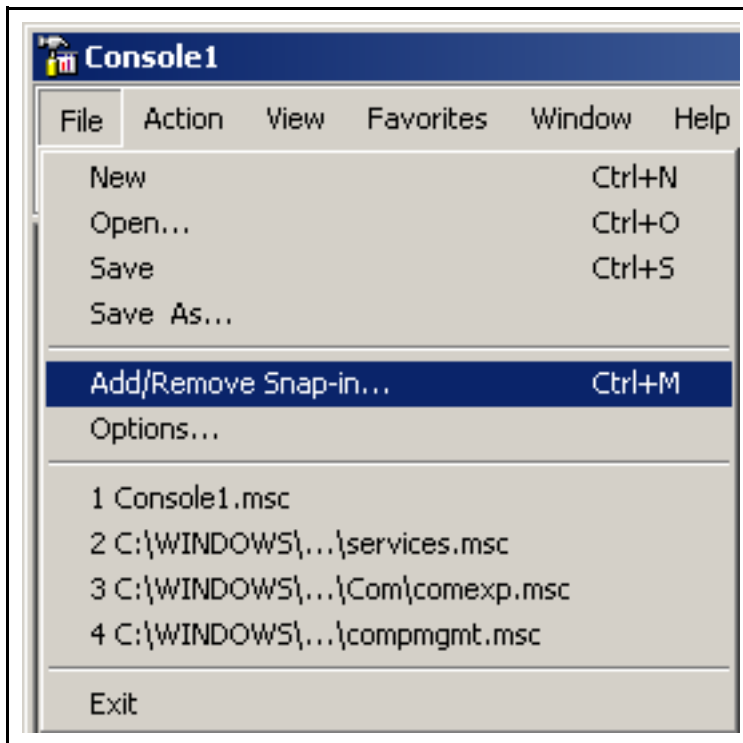 Console1
File Action View Favorites Window Help
New Ctrl+N
Open... Ctrl+O
Save Ctrl+S
Save As...
Add/Remove Snap-in... Ctrl+M
Options...
1 Console1.msc
2 C:\WINDOWS\...\services.msc
3 C:\WINDOWS\...\Com\comexp.msc
4 C:\WINDOWS\...\compmgmt.msc
Exit